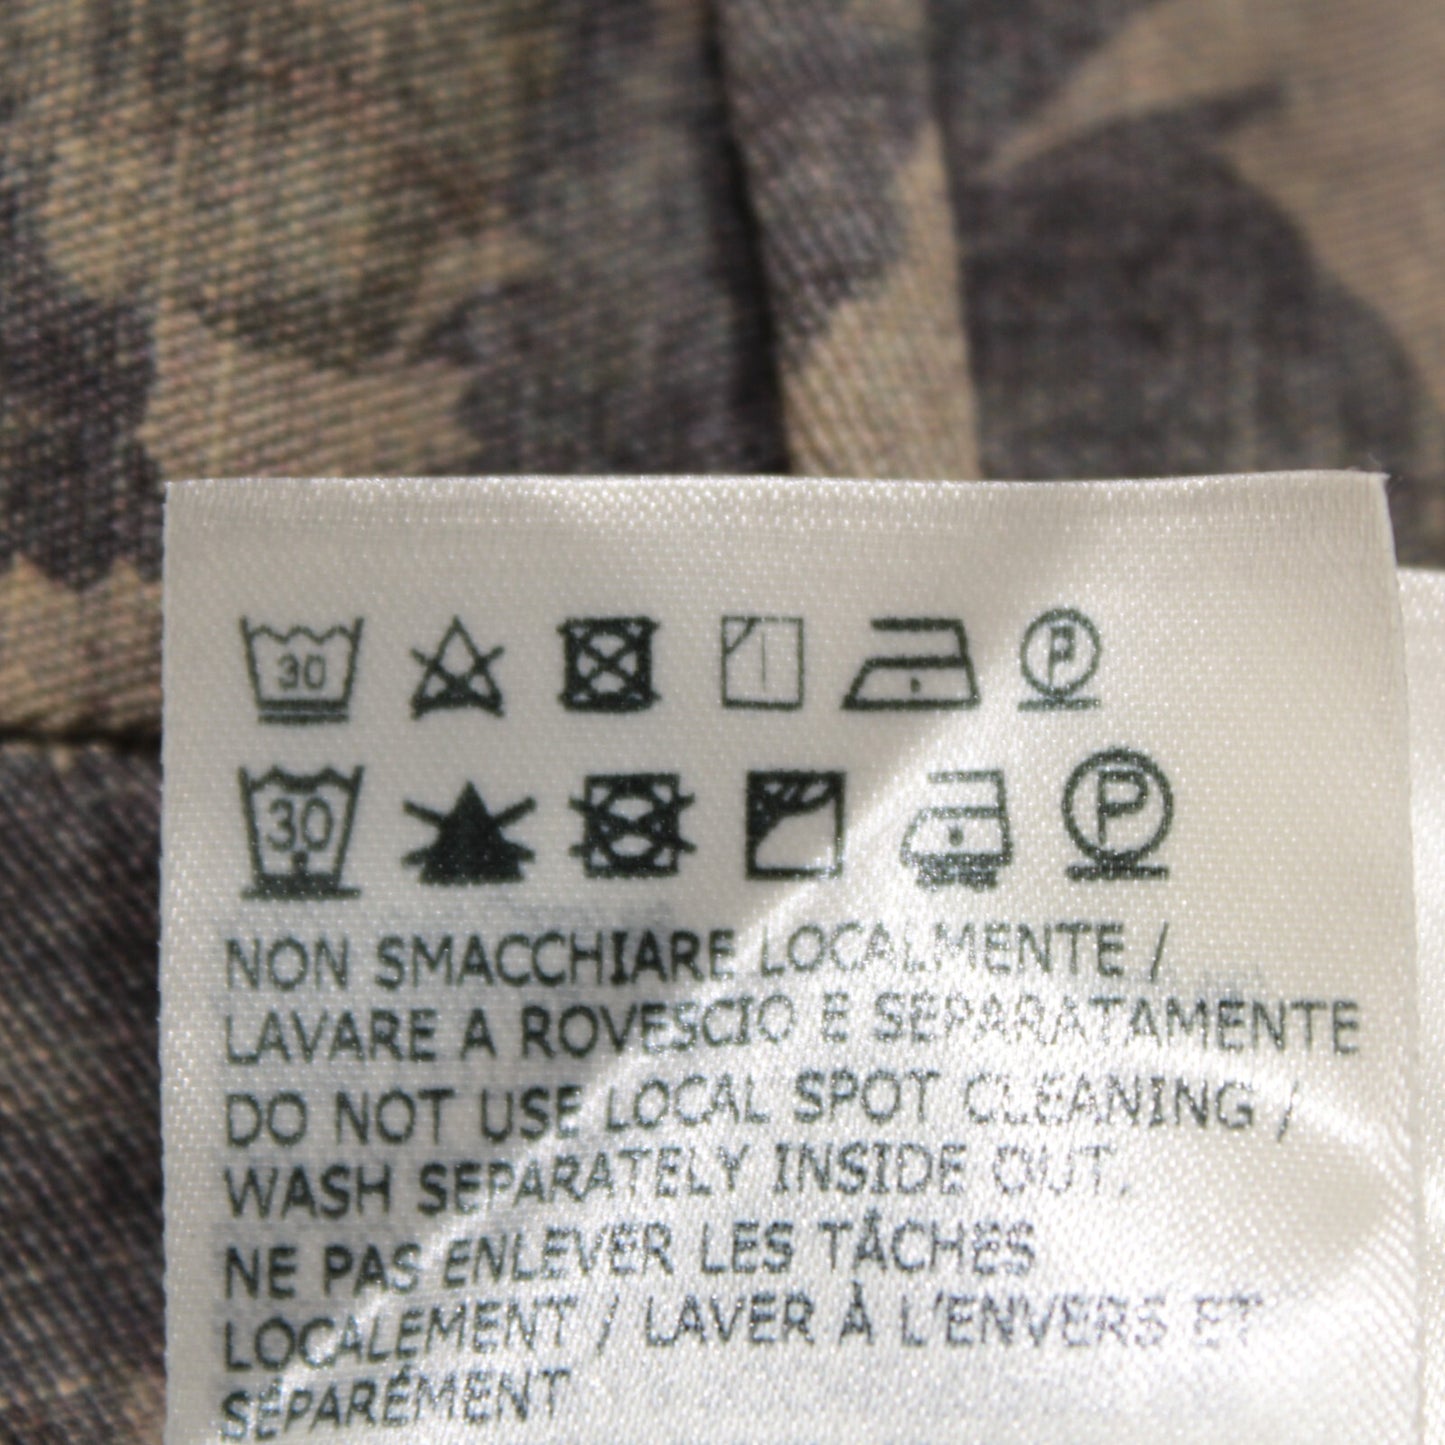 30 P
30 P
NON SMACCHIARE LOCALMENTE /
LAVARE A ROVESCIO E SEPARATAMENTE
DO NOT USE LOCAL SPOT CLEANING /
WASH SEPARATELY INSIDE OUT.
NE PAS ENLEVER LES TÂCHES
LOCALEMENT / LAVER À L'ENVERS ET
SÉPARÉMENT